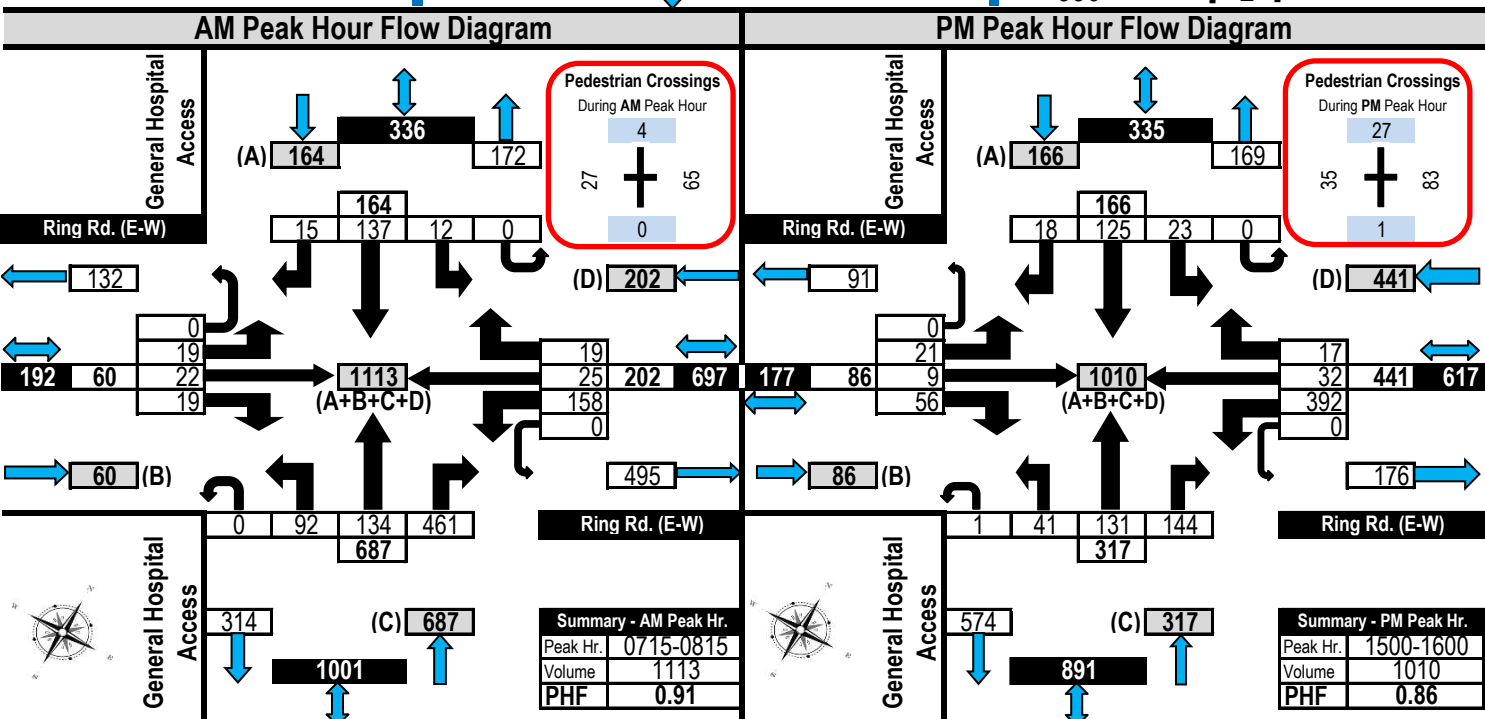 AM Peak Hour Flow Diagram
General Hospital
Access
Pedestrian Crossings
During AM Peak Hour
4
27
65
0
336
(A) 164
172
164
15 137 12 0
Ring Rd. (E-W)
132
(D) 202
0
19
22
19
192 60
1113
(A+B+C+D)
19
25
158
0
202 697
60 (B)
495
0 92 134 461
687
Ring Rd. (E-W)
General Hospital
Access
314
(C) 687
1001
Summary - AM Peak Hr.
Peak Hr. 0715-0815
Volume 1113
PHF 0.91
PM Peak Hour Flow Diagram
General Hospital
Access
Pedestrian Crossings
During PM Peak Hour
27
35
83
1
335
(A) 166
169
166
18 125 23 0
Ring Rd. (E-W)
91
(D) 441
0
21
9
56
177 86
1010
(A+B+C+D)
17
32
392
0
441 617
86 (B)
176
1 41 131 144
317
Ring Rd. (E-W)
General Hospital
Access
574
(C) 317
891
Summary - PM Peak Hr.
Peak Hr. 1500-1600
Volume 1010
PHF 0.86